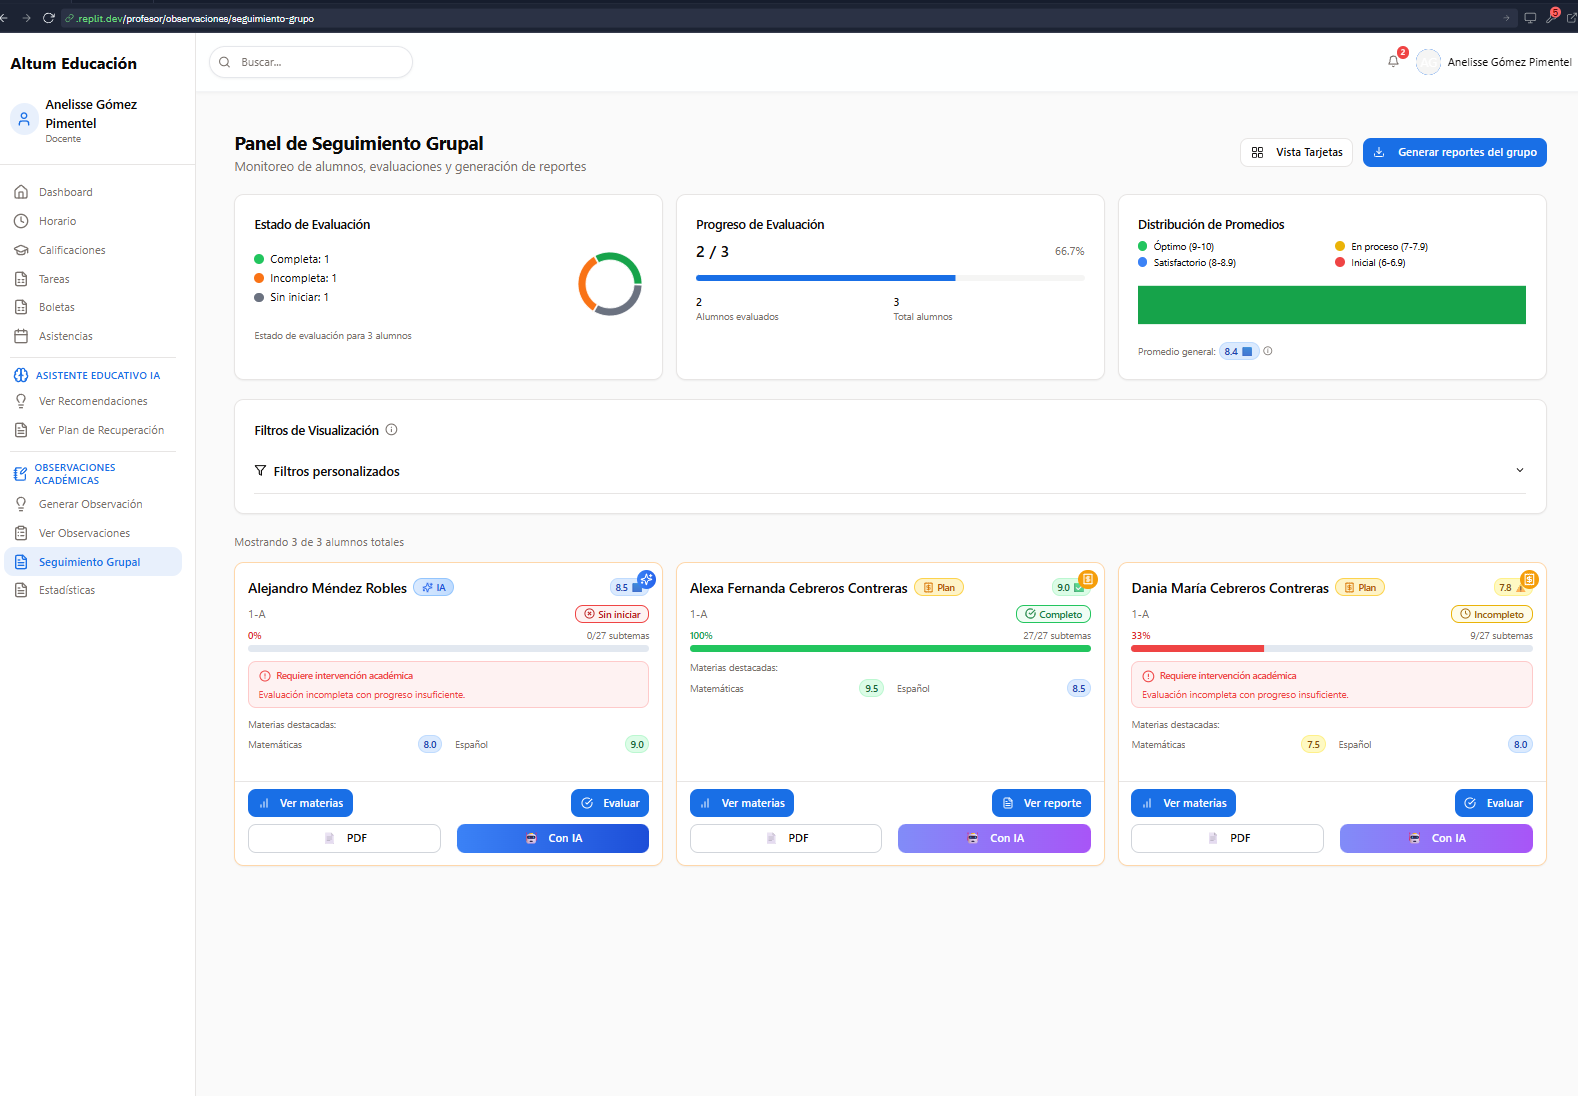 .replit.dev/profesor/observaciones/seguimiento-grupo
5
Altum Educación
Buscar...
2
Anelisse Gómez Pimentel
Anelisse Gómez
Pimentel
Docente
Dashboard
Horario
Calificaciones
Tareas
Boletas
Asistencias
ASISTENTE EDUCATIVO IA
Ver Recomendaciones
Ver Plan de Recuperación
OBSERVACIONES
ACADÉMICAS
Generar Observación
Ver Observaciones
Seguimiento Grupal
Estadísticas
Panel de Seguimiento Grupal
Monitoreo de alumnos, evaluaciones y generación de reportes
Vista Tarjetas
Generar reportes del grupo
Estado de Evaluación
Completa: 1
Incompleta: 1
Sin iniciar: 1
Estado de evaluación para 3 alumnos
Progreso de Evaluación
2 / 3
66.7%
2
Alumnos evaluados
3
Total alumnos
Distribución de Promedios
Óptimo (9-10)
En proceso (7-7.9)
Satisfactorio (8-8.9)
Inicial (6-6.9)
Promedio general: 8.4
Filtros de Visualización
Filtros personalizados
Mostrando 3 de 3 alumnos totales
Alejandro Méndez Robles IA 8.5
1-A Sin iniciar
0% 0/27 subtemas
Requiere intervención académica
Evaluación incompleta con progreso insuficiente.
Materias destacadas:
Matemáticas 8.0 Español 9.0
Ver materias Evaluar
PDF Con IA
Alexa Fernanda Cebreros Contreras Plan 9.0
1-A Completo
100% 27/27 subtemas
Materias destacadas:
Matemáticas 9.5 Español 8.5
Ver materias Ver reporte
PDF Con IA
Dania María Cebreros Contreras Plan 7.8
1-A Incompleto
33% 9/27 subtemas
Requiere intervención académica
Evaluación incompleta con progreso insuficiente.
Materias destacadas:
Matemáticas 7.5 Español 8.0
Ver materias Evaluar
PDF Con IA